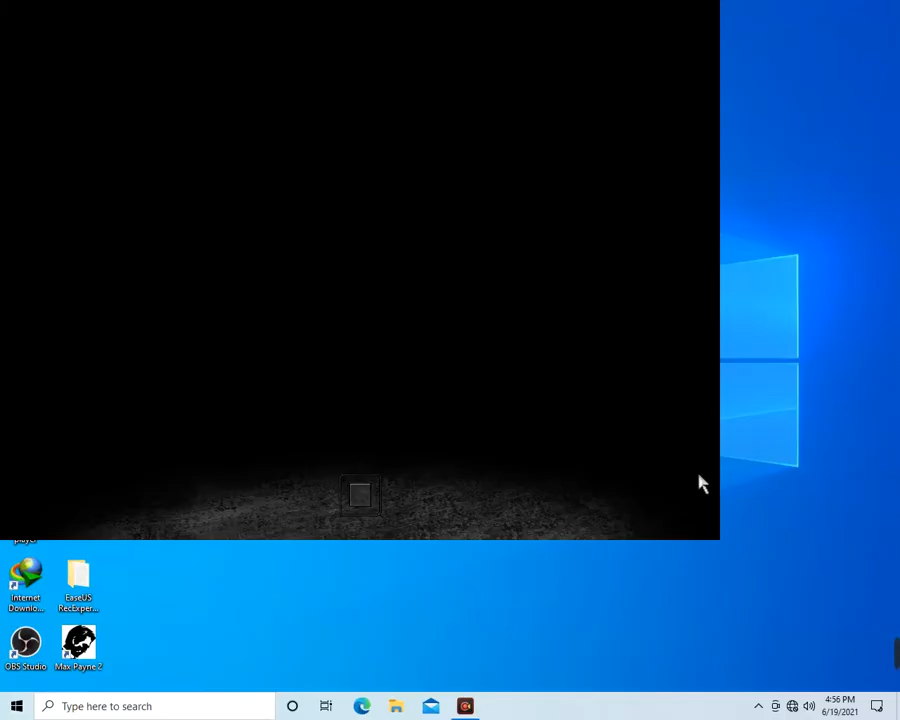 player
Internet
Downlo...
EaseUS
RecExper...
OBS Studio
Max Payne 2
Type here to search
4:56 PM
6/19/2021